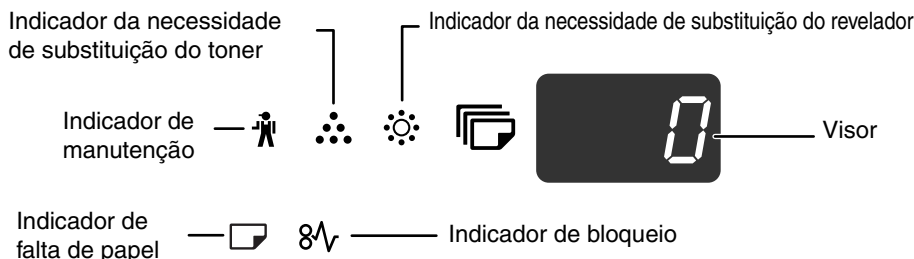 Indicador da necessidade
de substituição do toner
Indicador da necessidade de substituição do revelador
Indicador de
manutenção
0
Visor
Indicador de
falta de papel
Indicador de bloqueio